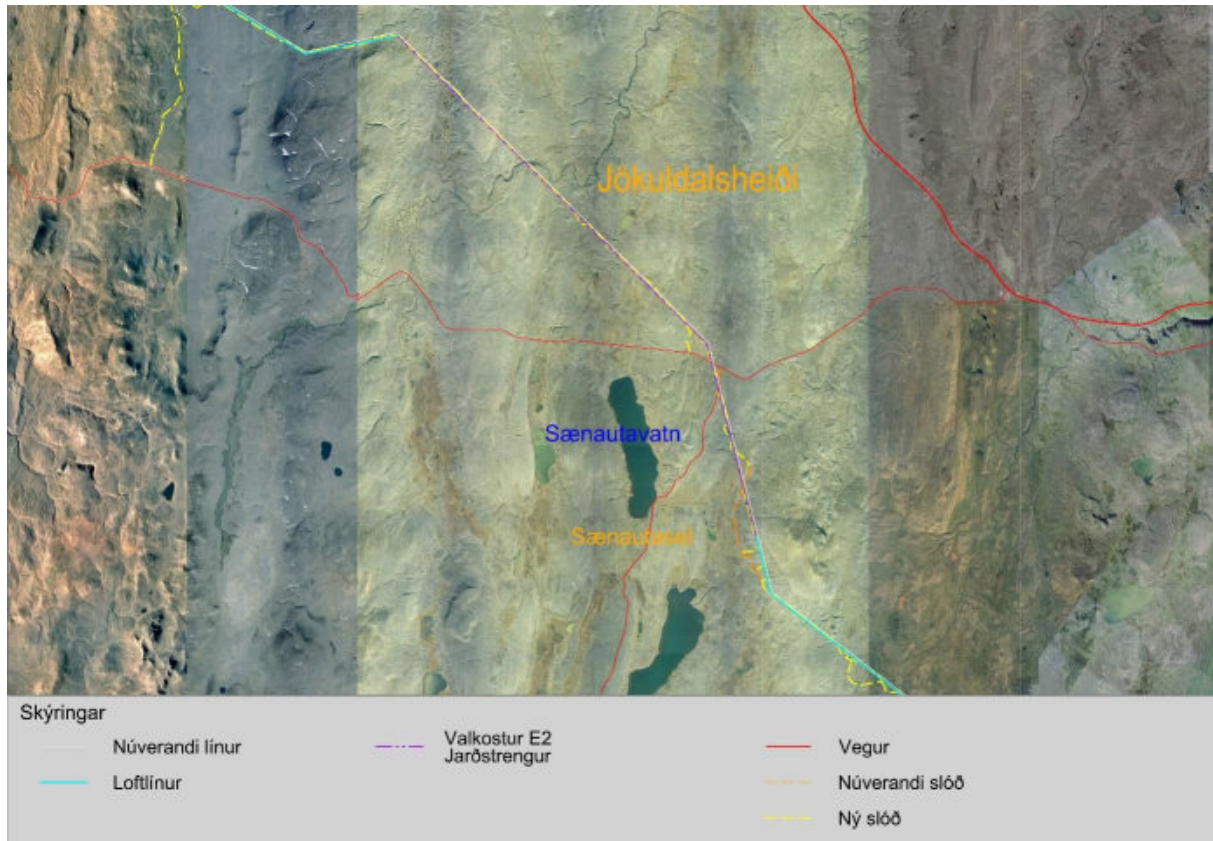 Jökuldalsheiði
Sænautavatn
Sænautasel
Skýringar
Núverandi línur
Loftlínur
Valkostur E2
Jarðstrengur
Vegur
Núverandi slóð
Ný slóð